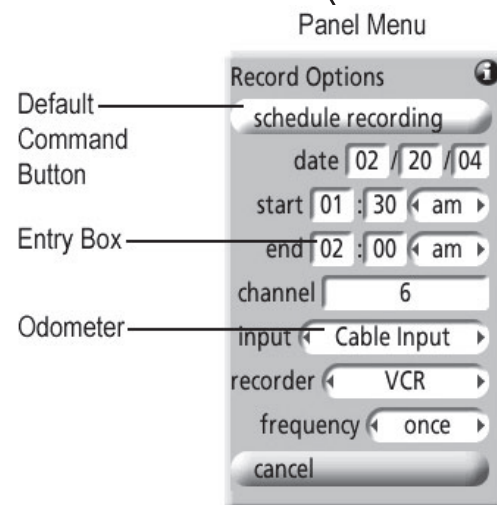 Panel Menu
Record Options i
Default Command Button
schedule recording
date 02 / 20 / 04
start 01 : 30 am
Entry Box
end 02 : 00 am
channel 6
Odometer
input Cable Input
recorder VCR
frequency once
cancel